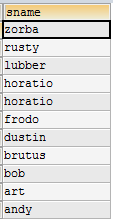 sname
zorba
rusty
lubber
horatio
horatio
frodo
dustin
brutus
bob
art
andy